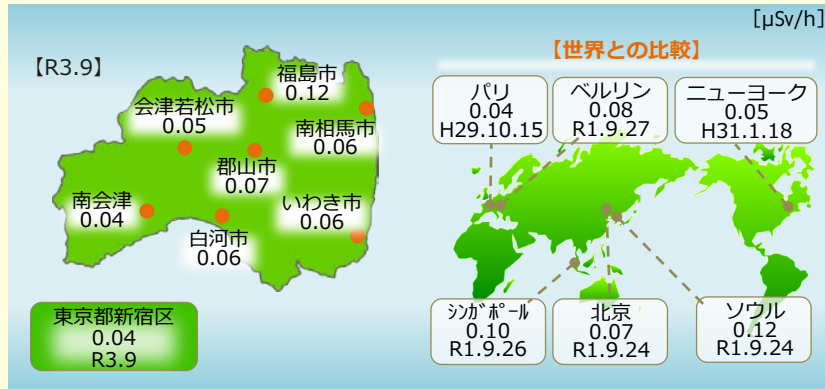 [μSv/h]
【R3.9】
福島市
0.12
会津若松市
0.05
南相馬市
0.06
郡山市
0.07
南会津
0.04
いわき市
0.06
白河市
0.06
東京都新宿区
0.04
R3.9
【世界との比較】
パリ
0.04
H29.10.15
ベルリン
0.08
R1.9.27
ニューヨーク
0.05
H31.1.18
ｼﾝｶﾞﾎﾟｰﾙ
0.10
R1.9.26
北京
0.07
R1.9.24
ソウル
0.12
R1.9.24